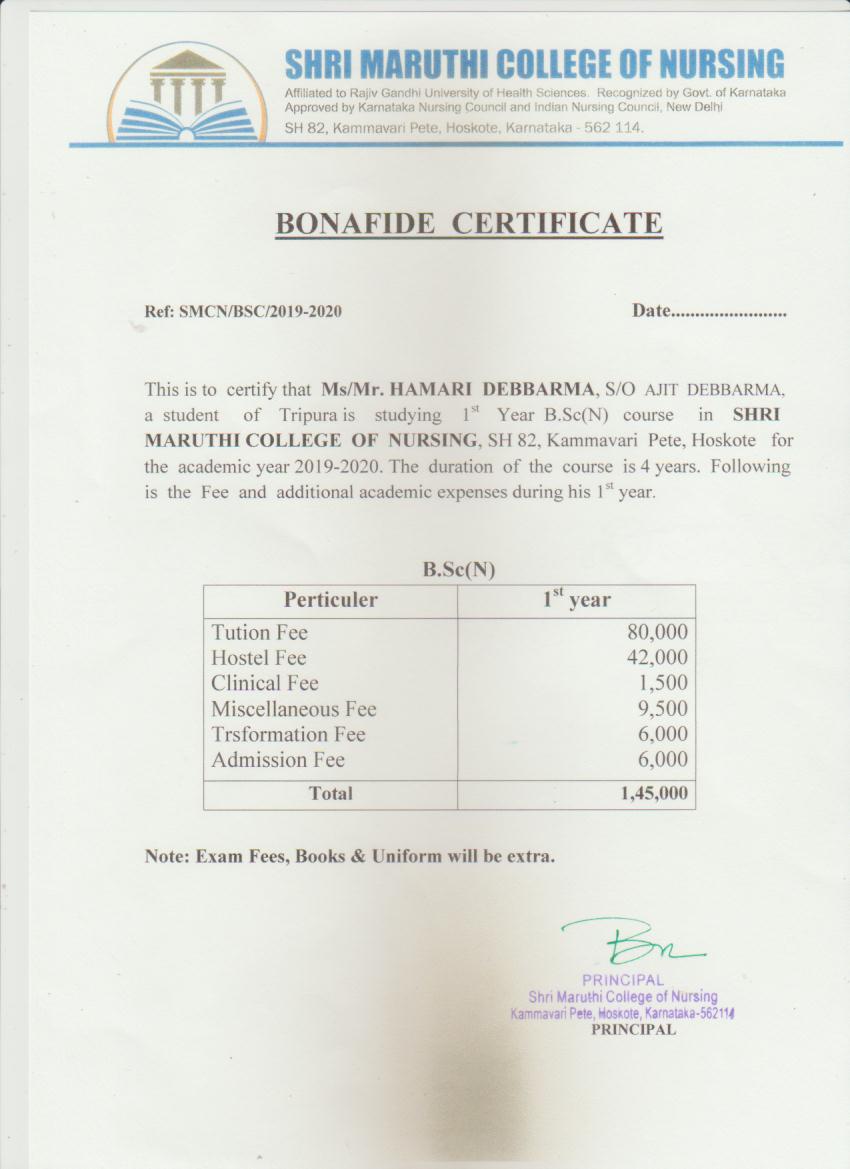 SHRI MARUTHI COLLEGE OF NURSING
Affiliated to Rajiv Gandhi University of Health Sciences. Recognized by Govt. of Karnataka
Approved by Karnataka Nursing Council and Indian Nursing Council, New Delhi
SH 82, Kammavari Pete, Hoskote, Karnataka - 562 114.
BONAFIDE CERTIFICATE
Ref: SMCN/BSC/2019-2020 Date........................
This is to certify that Ms/Mr. HAMARI DEBBARMA, S/O AJIT DEBBARMA,
a student of Tripura is studying 1st Year B.Sc(N) course in SHRI
MARUTHI COLLEGE OF NURSING, SH 82, Kammavari Pete, Hoskote for
the academic year 2019-2020. The duration of the course is 4 years. Following
is the Fee and additional academic expenses during his 1st year.
B.Sc(N)
Perticuler 1st year
Tution Fee 80,000
Hostel Fee 42,000
Clinical Fee 1,500
Miscellaneous Fee 9,500
Trsformation Fee 6,000
Admission Fee 6,000
Total 1,45,000
Note: Exam Fees, Books & Uniform will be extra.
PRINCIPAL
Shri Maruthi College of Nursing
Kammavari Pete, Hoskote, Karnataka-562114
PRINCIPAL